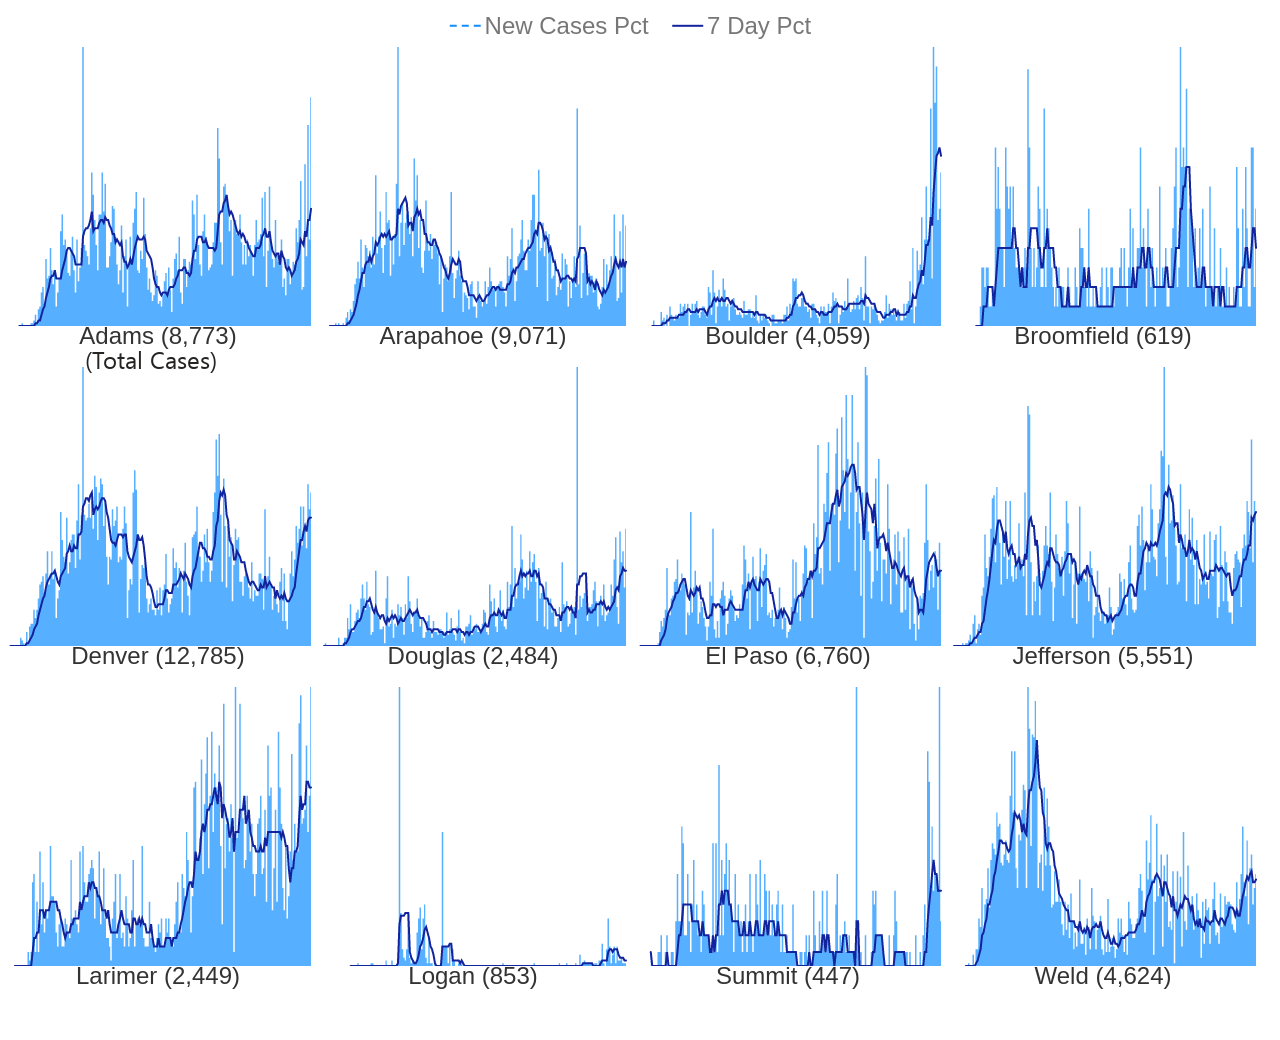 New Cases Pct 7 Day Pct
Adams (8,773) Arapahoe (9,071) Boulder (4,059) Broomfield (619)
(Total Cases)
Denver (12,785) Douglas (2,484) El Paso (6,760) Jefferson (5,551)
Larimer (2,449) Logan (853) Summit (447) Weld (4,624)